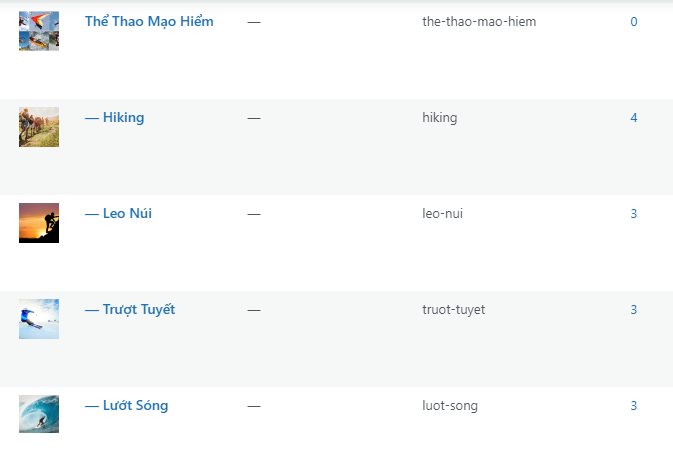 Thể Thao Mạo Hiểm — the-thao-mao-hiem 0
— Hiking — hiking 4
— Leo Núi — leo-nui 3
— Trượt Tuyết — truot-tuyet 3
— Lướt Sóng — luot-song 3